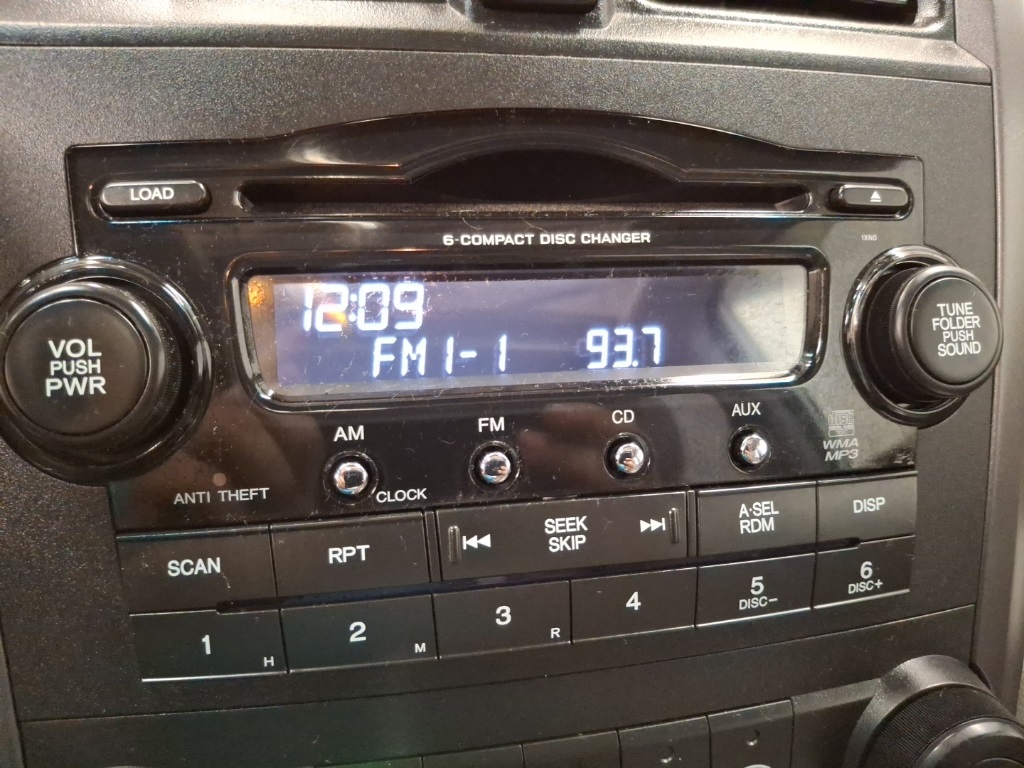 LOAD
6-COMPACT DISC CHANGER
1XN0
12:09
FM1-1 93.7
VOL
PUSH
PWR
TUNE
FOLDER
PUSH
SOUND
AM
FM
CD
AUX
CLOCK
WMA
MP3
ANTI THEFT
SCAN
RPT
SEEK
SKIP
A·SEL
RDM
DISP
1 H
2 M
3 R
4
5
DISC−
6
DISC+